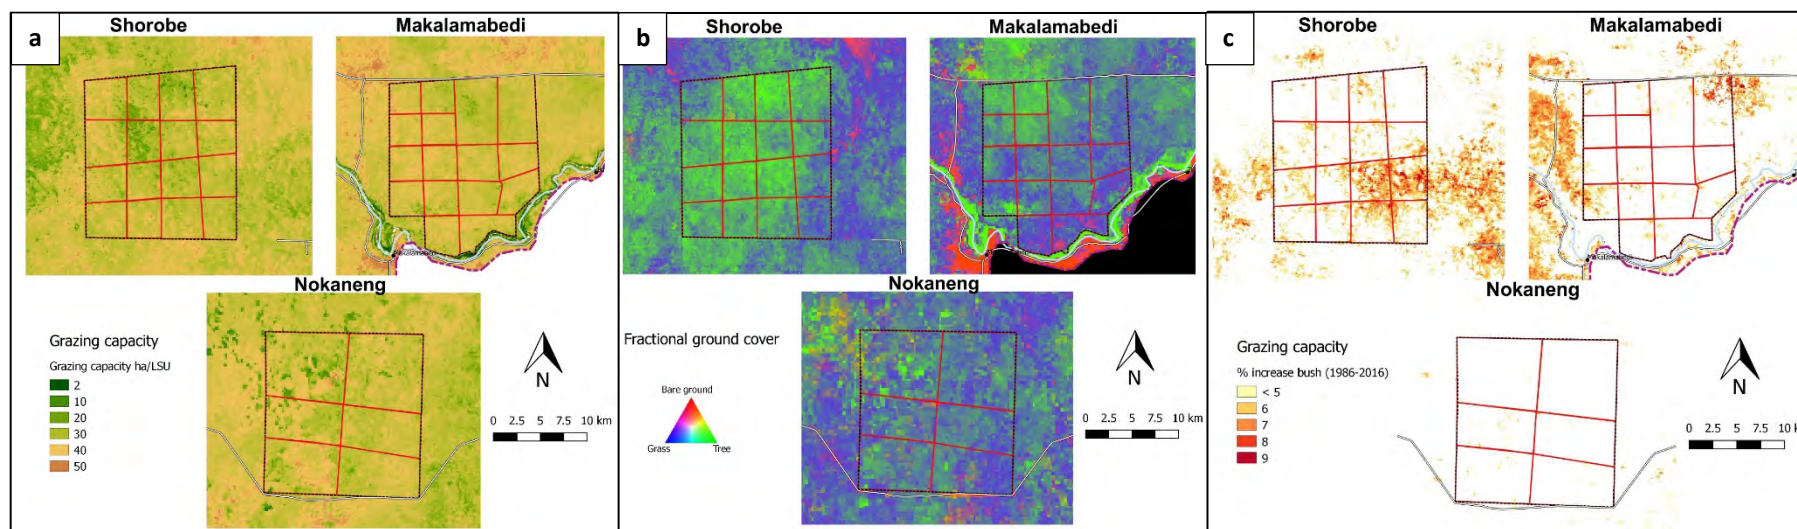 a
Shorobe
Makalamabedi
Makalamabedi
Nokaneng
Grazing capacity
Grazing capacity ha/LSU
2
10
20
30
40
50
N
0 2.5 5 7.5 10 km
b
Shorobe
Makalamabedi
Nokaneng
Fractional ground cover
Bare ground
Grass Tree
N
0 2.5 5 7.5 10 km
c
Shorobe
Makalamabedi
Makalamabedi
Nokaneng
Grazing capacity
% increase bush (1986-2016)
< 5
6
7
8
9
N
0 2.5 5 7.5 10 k